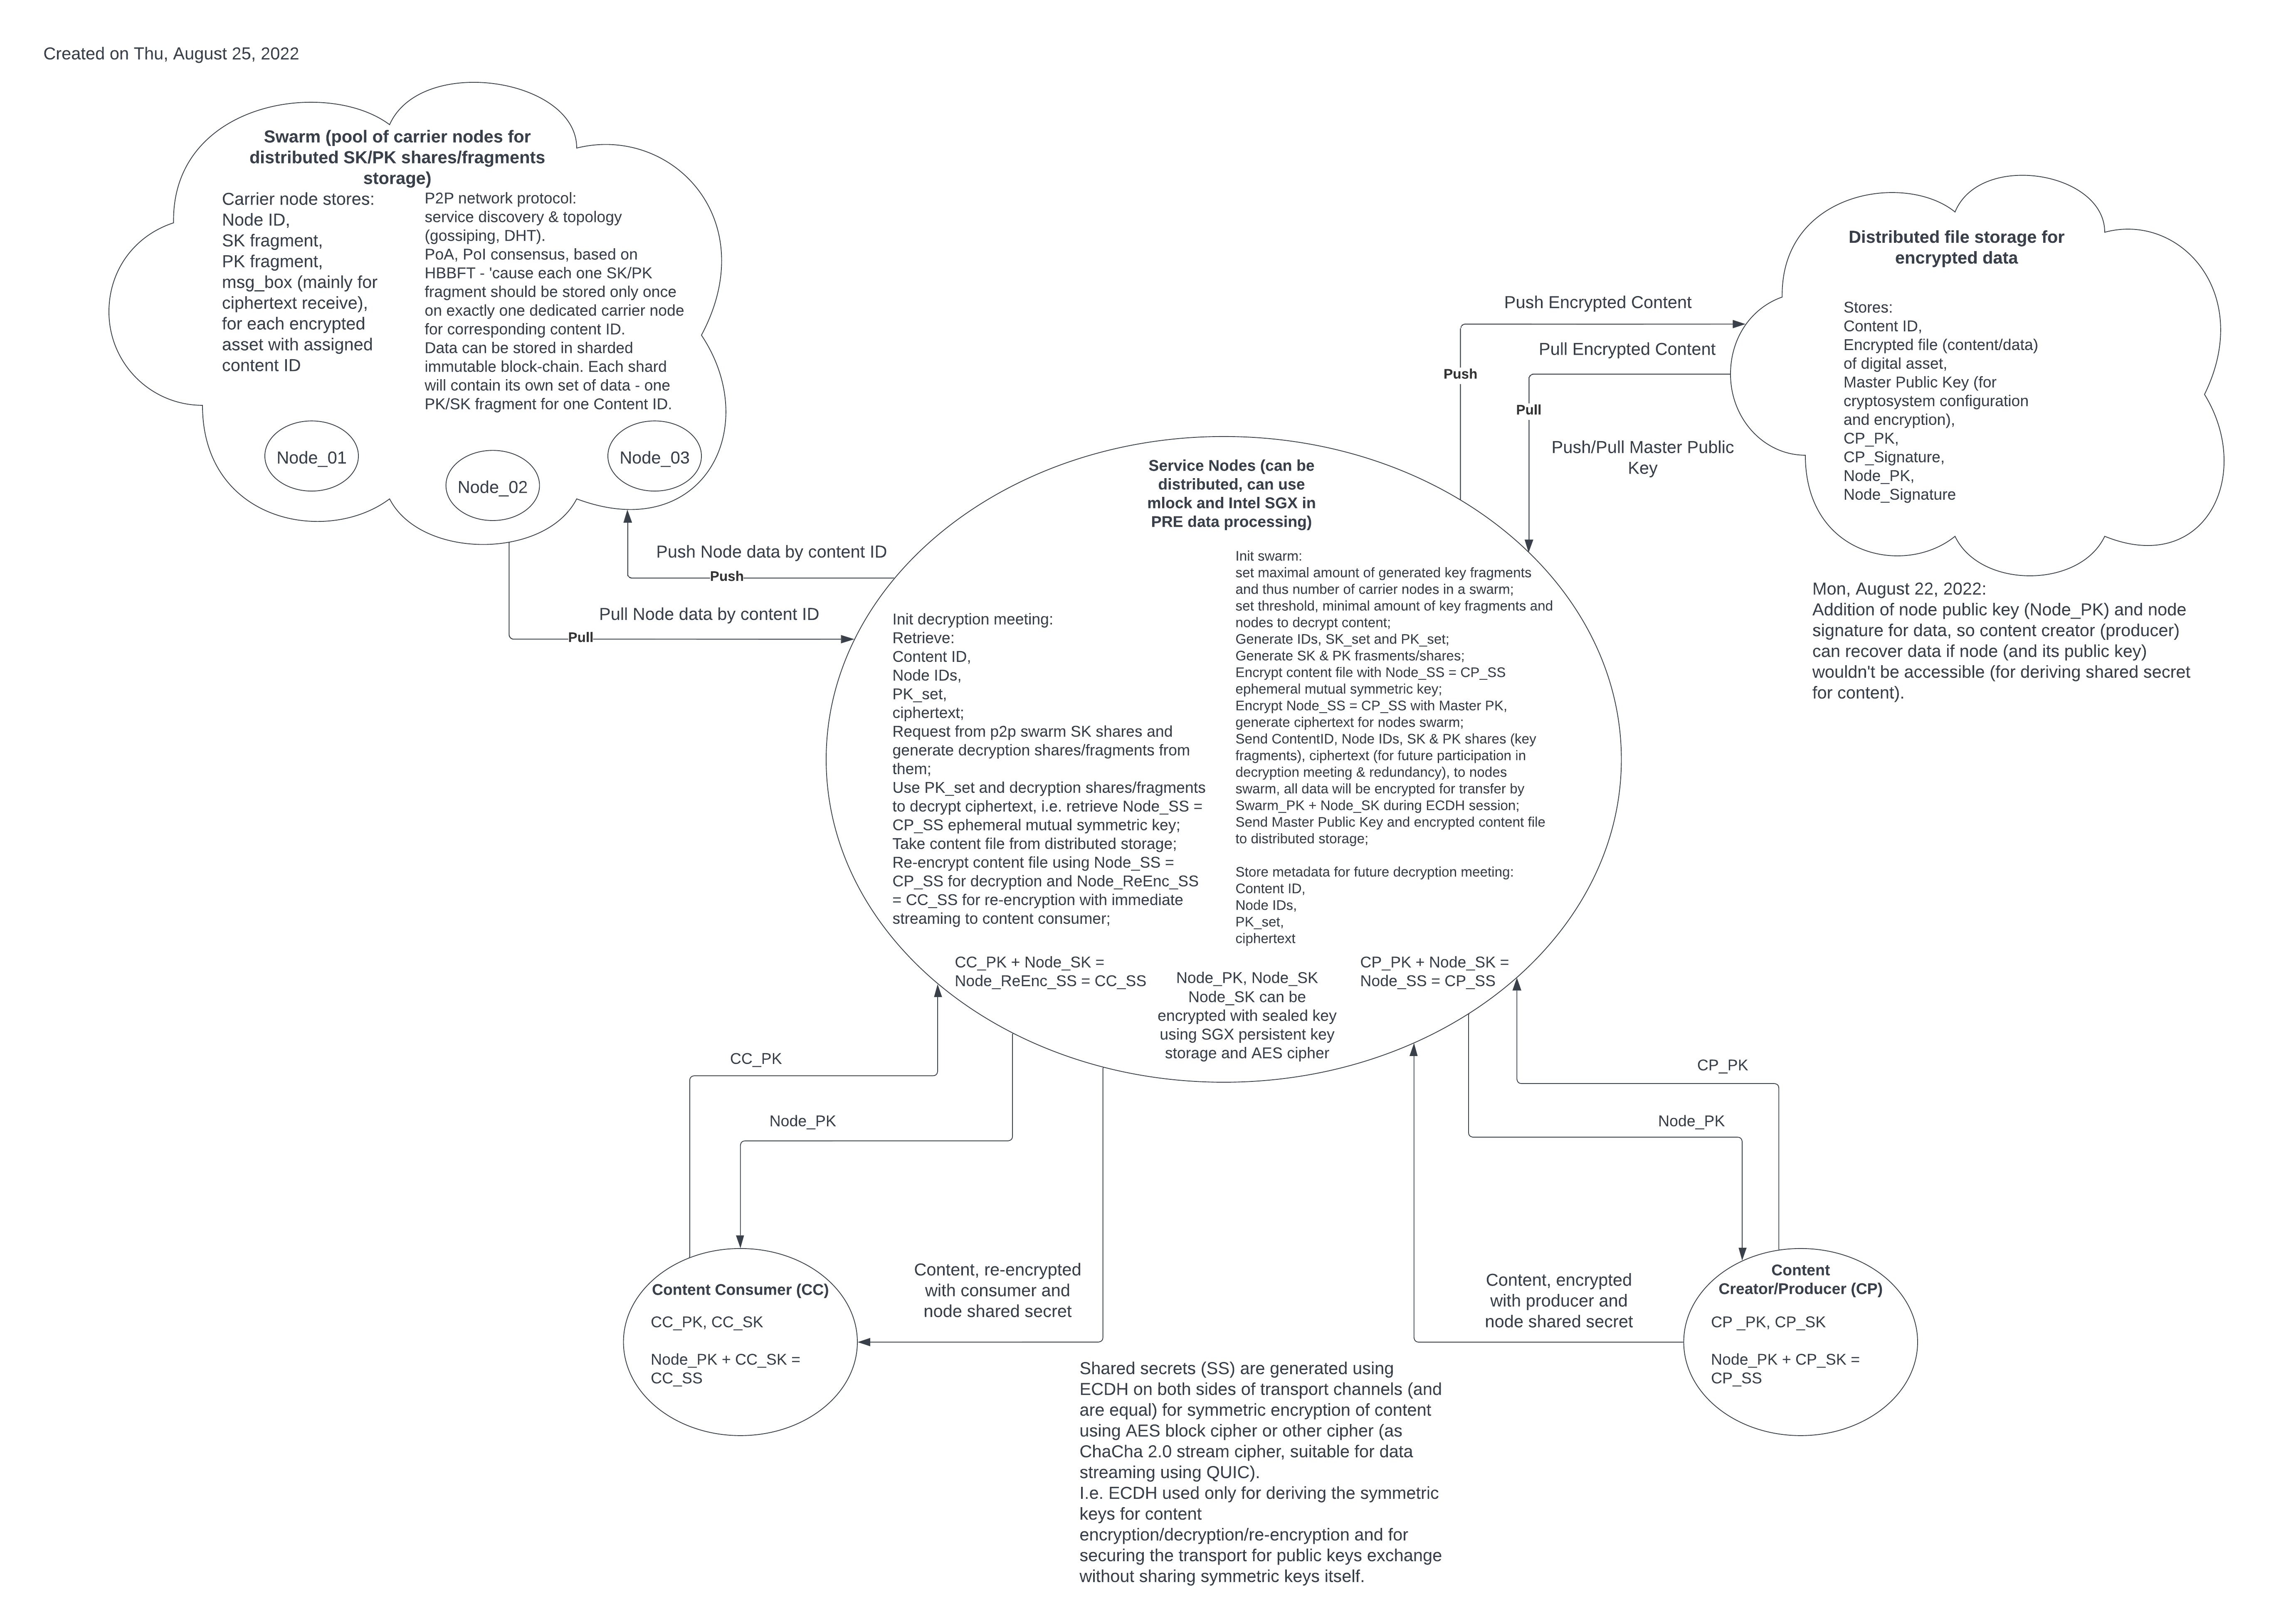 Created on Thu, August 25, 2022
Swarm (pool of carrier nodes for
distributed SK/PK shares/fragments
storage)
Carrier node stores:
Node ID,
SK fragment,
PK fragment,
msg_box (mainly for
ciphertext receive),
for each encrypted
asset with assigned
content ID
P2P network protocol:
service discovery & topology
(gossiping, DHT).
PoA, PoI consensus, based on
HBBFT - 'cause each one SK/PK
fragment should be stored only once
on exactly one dedicated carrier node
for corresponding content ID.
Data can be stored in sharded
immutable block-chain. Each shard
will contain its own set of data - one
PK/SK fragment for one Content ID.
Node_01
Node_02
Node_03
Distributed file storage for
encrypted data
Stores:
Content ID,
Encrypted file (content/data)
of digital asset,
Master Public Key (for
cryptosystem configuration
and encryption),
CP_PK,
CP_Signature,
Node_PK,
Node_Signature
Push Encrypted Content
Pull Encrypted Content
Push
Pull
Push/Pull Master Public
Key
Mon, August 22, 2022:
Addition of node public key (Node_PK) and node
signature for data, so content creator (producer)
can recover data if node (and its public key)
wouldn't be accessible (for deriving shared secret
for content).
Push Node data by content ID
Push
Pull Node data by content ID
Pull
Service Nodes (can be
distributed, can use
mlock and Intel SGX in
PRE data processing)
Init decryption meeting:
Retrieve:
Content ID,
Node IDs,
PK_set,
ciphertext;
Request from p2p swarm SK shares and
generate decryption shares/fragments from
them;
Use PK_set and decryption shares/fragments
to decrypt ciphertext, i.e. retrieve Node_SS =
CP_SS ephemeral mutual symmetric key;
Take content file from distributed storage;
Re-encrypt content file using Node_SS =
CP_SS for decryption and Node_ReEnc_SS
= CC_SS for re-encryption with immediate
streaming to content consumer;
Init swarm:
set maximal amount of generated key fragments
and thus number of carrier nodes in a swarm;
set threshold, minimal amount of key fragments and
nodes to decrypt content;
Generate IDs, SK_set and PK_set;
Generate SK & PK frasments/shares;
Encrypt content file with Node_SS = CP_SS
ephemeral mutual symmetric key;
Encrypt Node_SS = CP_SS with Master PK,
generate ciphertext for nodes swarm;
Send ContentID, Node IDs, SK & PK shares (key
fragments), ciphertext (for future participation in
decryption meeting & redundancy), to nodes
swarm, all data will be encrypted for transfer by
Swarm_PK + Node_SK during ECDH session;
Send Master Public Key and encrypted content file
to distributed storage;
Store metadata for future decryption meeting:
Content ID,
Node IDs,
PK_set,
ciphertext
CC_PK + Node_SK =
Node_ReEnc_SS = CC_SS
Node_PK, Node_SK
Node_SK can be
encrypted with sealed key
using SGX persistent key
storage and AES cipher
CP_PK + Node_SK =
Node_SS = CP_SS
CC_PK
Node_PK
CP_PK
Node_PK
Content Consumer (CC)
CC_PK, CC_SK
Node_PK + CC_SK =
CC_SS
Content, re-encrypted
with consumer and
node shared secret
Content, encrypted
with producer and
node shared secret
Content
Creator/Producer (CP)
CP _PK, CP_SK
Node_PK + CP_SK =
CP_SS
Shared secrets (SS) are generated using
ECDH on both sides of transport channels (and
are equal) for symmetric encryption of content
using AES block cipher or other cipher (as
ChaCha 2.0 stream cipher, suitable for data
streaming using QUIC).
I.e. ECDH used only for deriving the symmetric
keys for content
encryption/decryption/re-encryption and for
securing the transport for public keys exchange
without sharing symmetric keys itself.